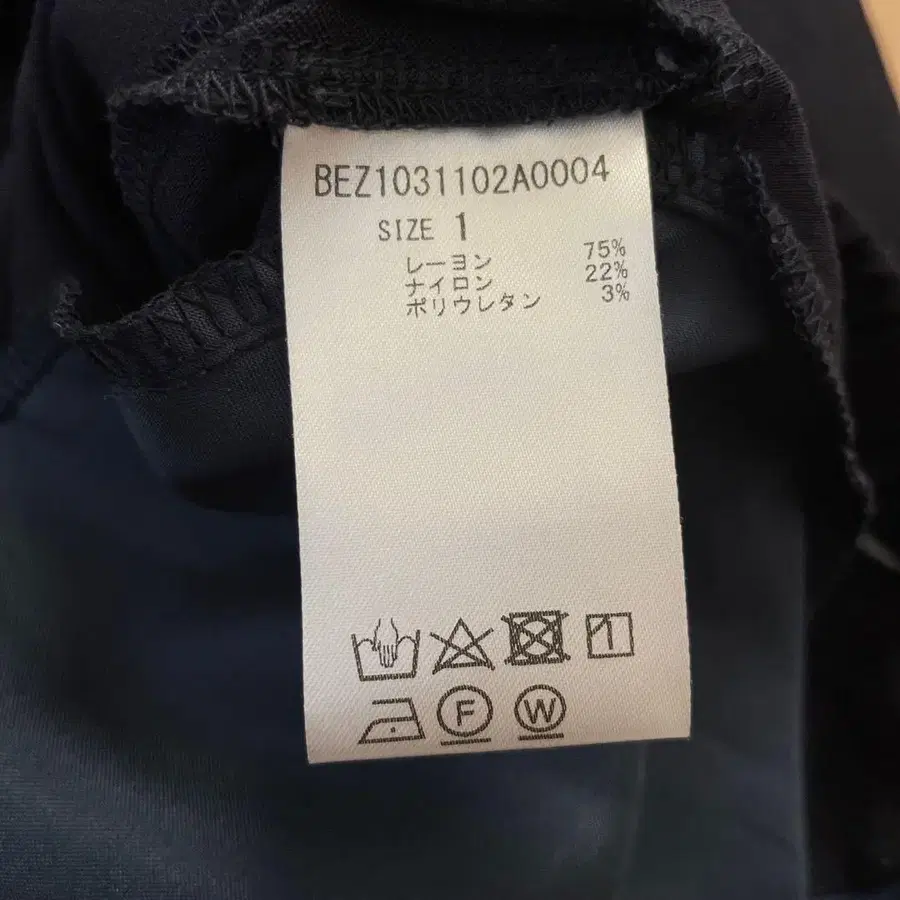 BEZ1031102A0004
SIZE 1
レーヨン 75%
ナイロン 22%
ポリウレタン 3%
F W